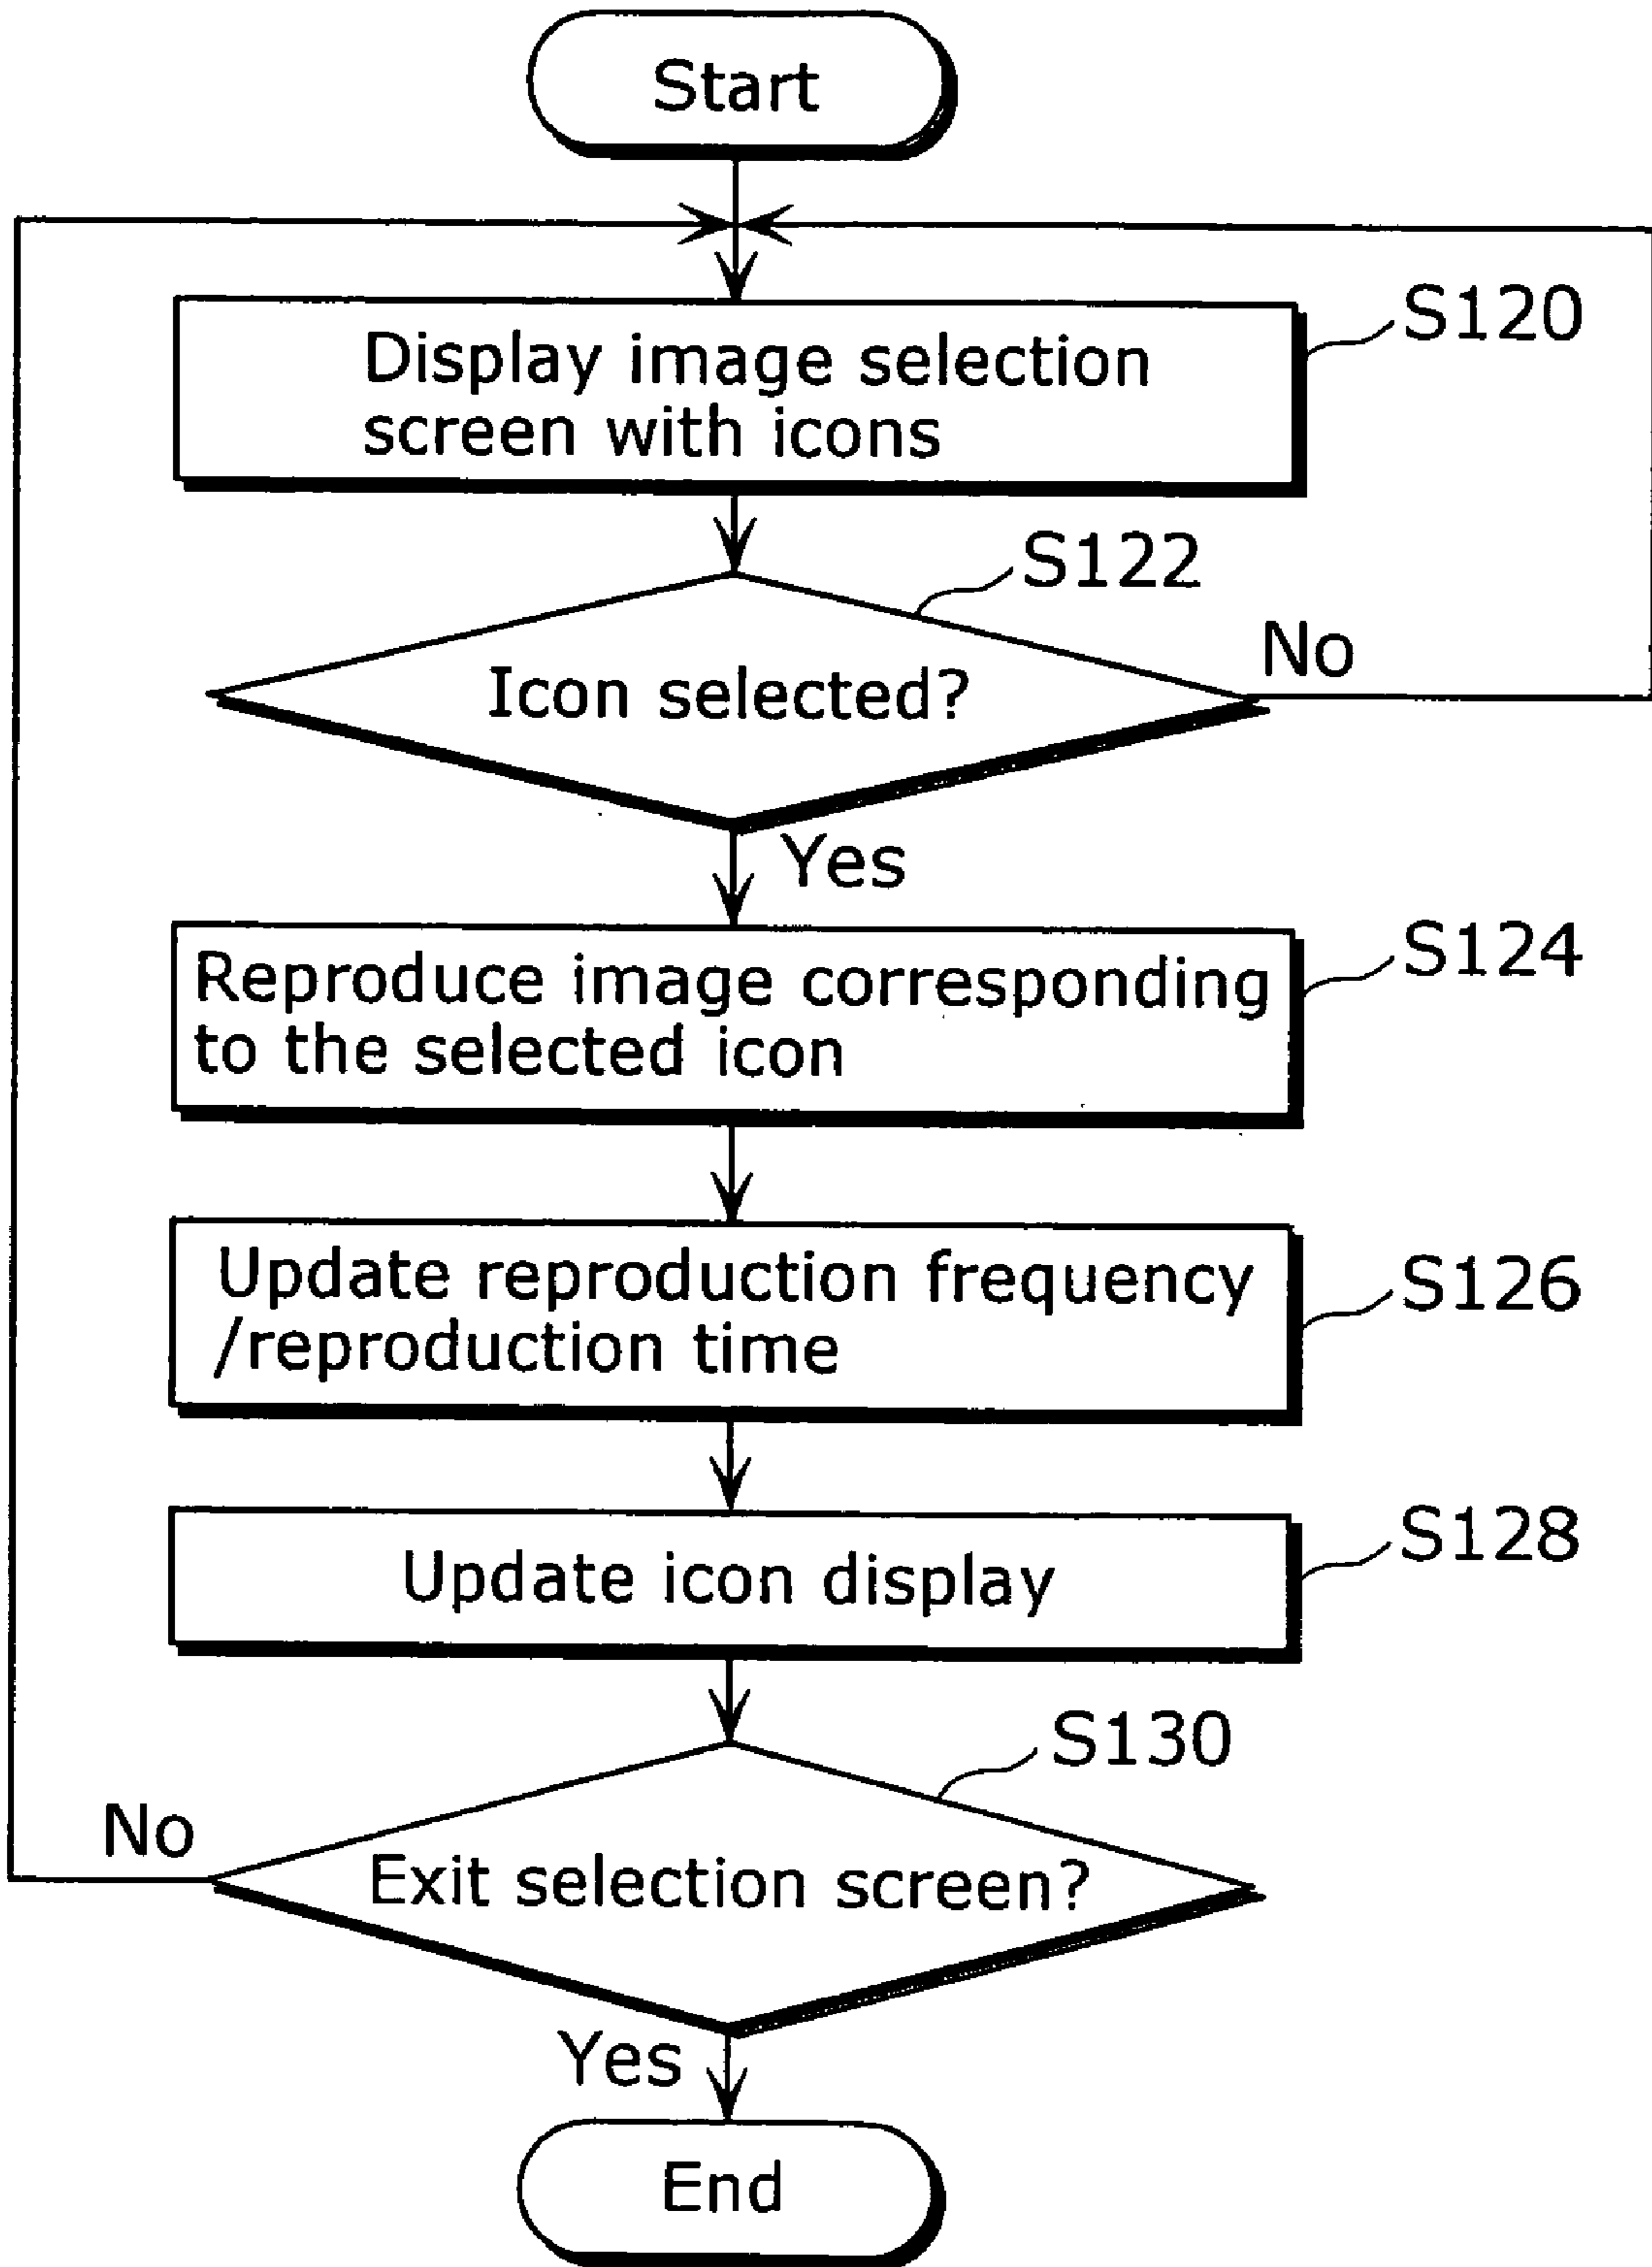 Start
S120
Display image selection
screen with icons
S122
Icon selected?
No
Yes
S124
Reproduce image corresponding
to the selected icon
S126
Update reproduction frequency
/reproduction time
S128
Update icon display
S130
Exit selection screen?
No
Yes
End